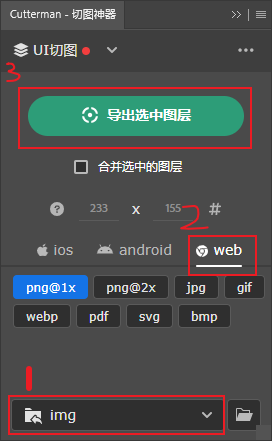 Cutterman - 切图神器
UI切图
3
导出选中图层
合并选中的图层
? 233 x 155 #
2
ios android web
png@1x png@2x jpg gif
webp pdf svg bmp
1
img